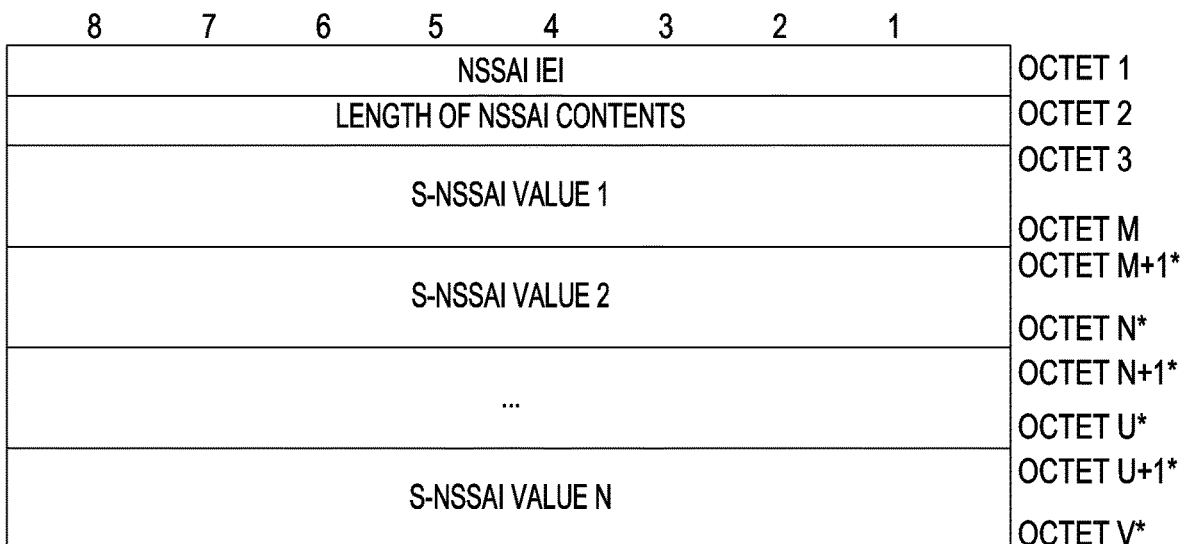 8 7 6 5 4 3 2 1
NSSAI IEI OCTET 1
LENGTH OF NSSAI CONTENTS OCTET 2
OCTET 3
S-NSSAI VALUE 1
OCTET M
OCTET M+1*
S-NSSAI VALUE 2
OCTET N*
OCTET N+1*
...
OCTET U*
OCTET U+1*
S-NSSAI VALUE N
OCTET V*